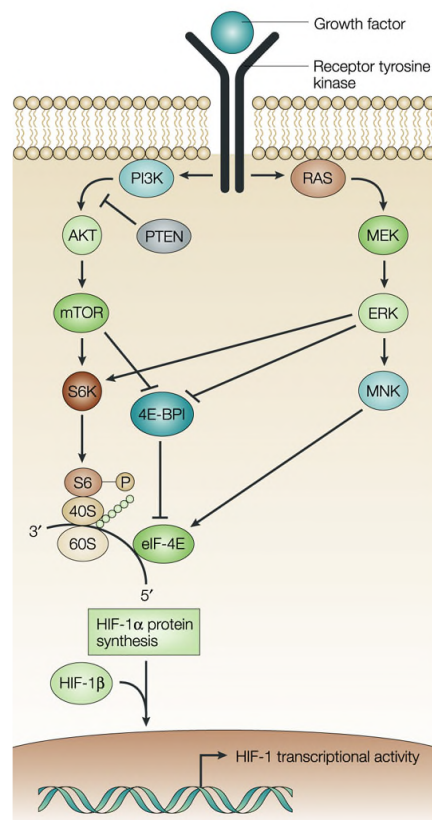 Growth factor
Receptor tyrosine
kinase
PI3K
RAS
AKT
PTEN
MEK
mTOR
ERK
S6K
4E-BPI
MNK
S6
P
40S
3′
60S
eIF-4E
5′
HIF-1α protein
synthesis
HIF-1β
HIF-1 transcriptional activity